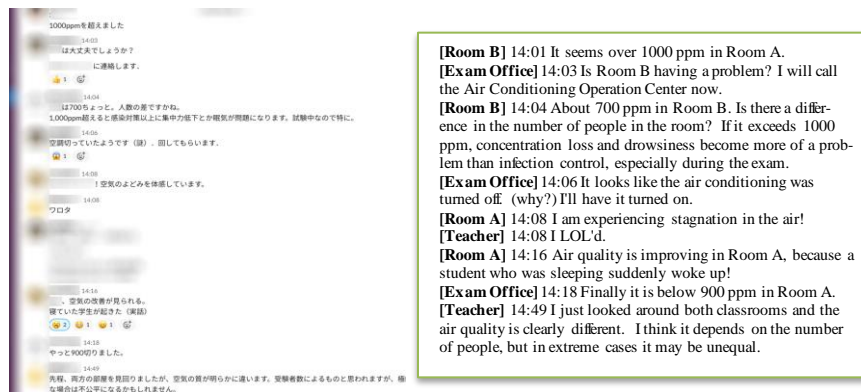 1000ppmを超えました
14:03
は大丈夫でしょうか?
に連絡します.
1
14:04
は700ちょっと。人数の差ですかね。
1,000ppm超えると感染対策以上に集中力低下とか眠気が問題になります。試験中なので特に。
14:06
空調切っていたようです(謎).回してもらいます.
1
14:08
!空気のよどみを体感しています。
14:08
ワロタ
14:16
、空気の改善が見られる。
寝ていた学生が起きた(実話)
2 1 1
14:18
やっと900切りました。
14:49
先程、両方の部屋を見回りましたが、空気の質が明らかに違います。受験者数によるものと思われますが、極
な場合は不公平になるかもしれません。
[Room B] 14:01 It seems over 1000 ppm in Room A.
[Exam Office] 14:03 Is Room B having a problem? I will call
the Air Conditioning Operation Center now.
[Room B] 14:04 About 700 ppm in Room B. Is there a differ-
ence in the number of people in the room? If it exceeds 1000
ppm, concentration loss and drowsiness become more of a prob-
lem than infection control, especially during the exam.
[Exam Office] 14:06 It looks like the air conditioning was
turned off. (why?) I'll have it turned on.
[Room A] 14:08 I am experiencing stagnation in the air!
[Teacher] 14:08 I LOL'd.
[Room A] 14:16 Air quality is improving in Room A, because a
student who was sleeping suddenly woke up!
[Exam Office] 14:18 Finally it is below 900 ppm in Room A.
[Teacher] 14:49 I just looked around both classrooms and the
air quality is clearly different. I think it depends on the number
of people, but in extreme cases it may be unequal.